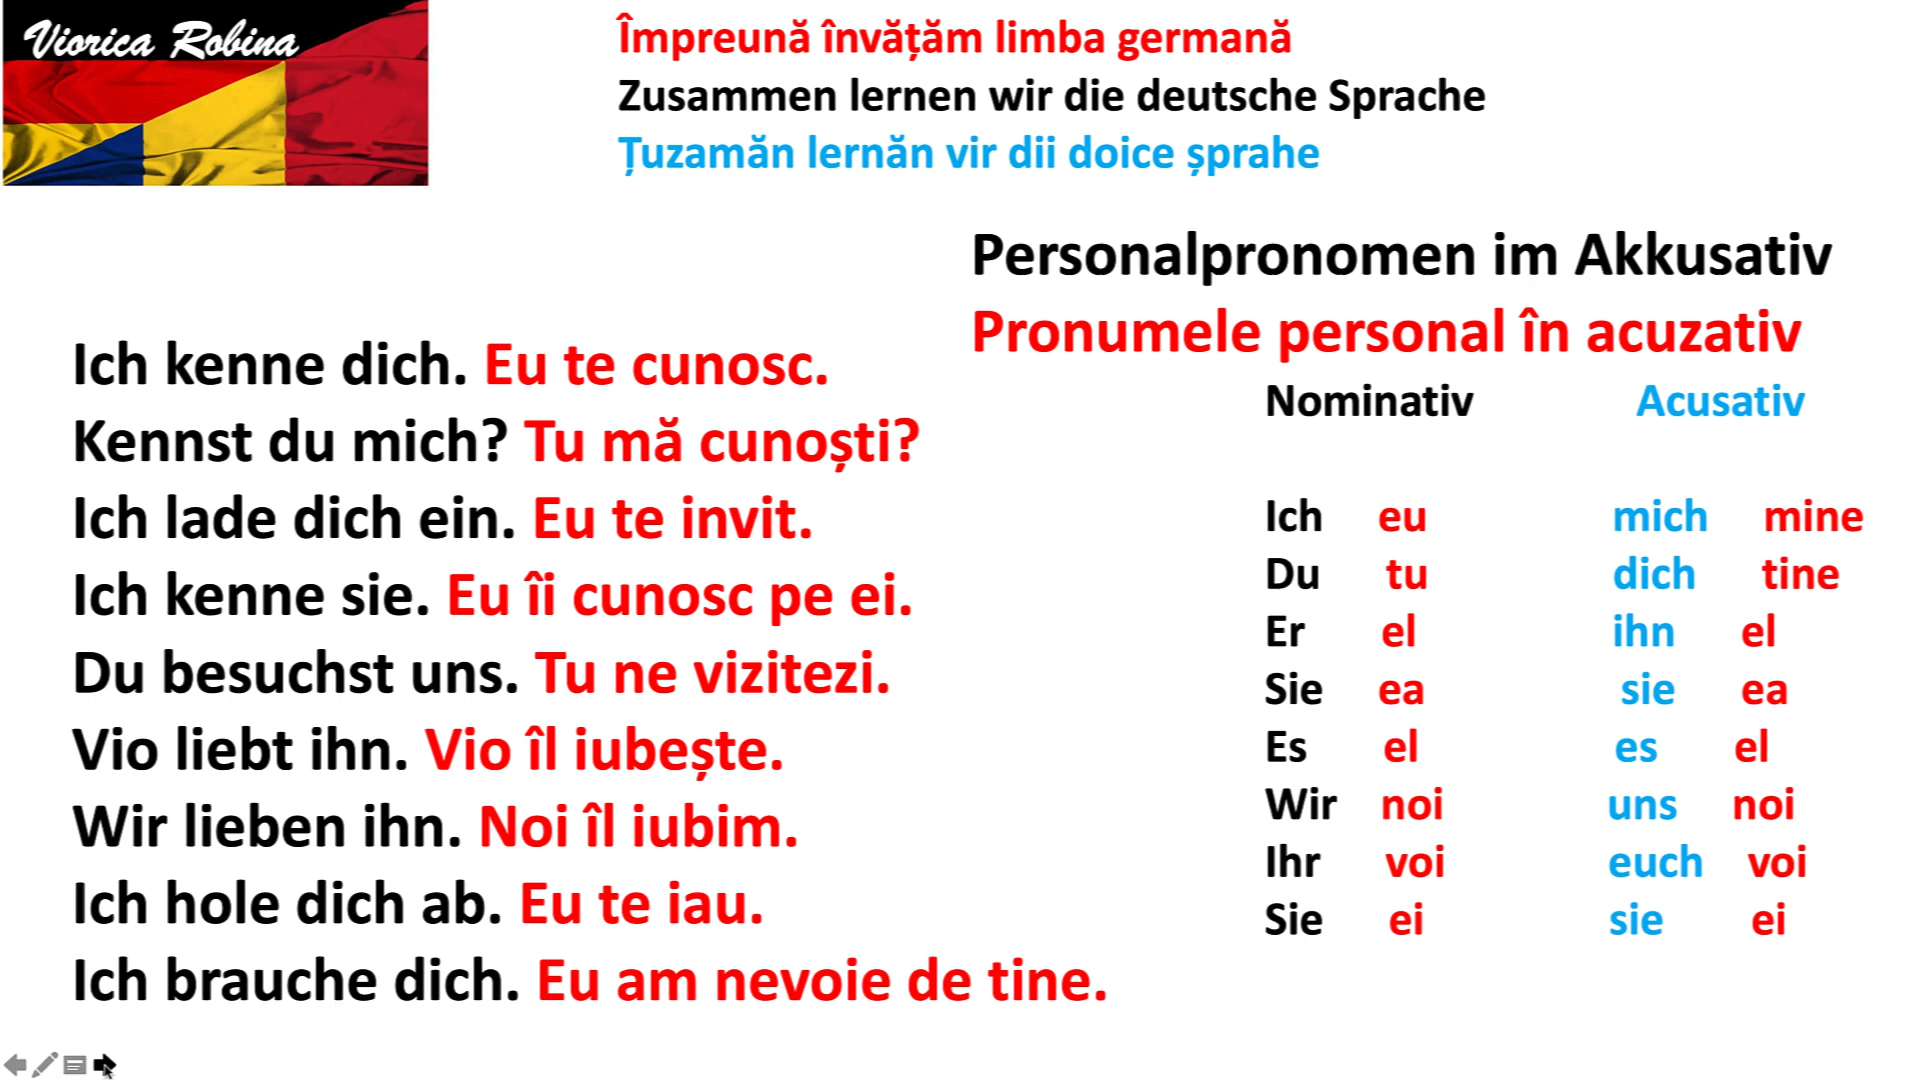 Viorica Robina
Împreună învățăm limba germană
Zusammen lernen wir die deutsche Sprache
Țuzamăn lernăn vir dii doice șprahe
Personalpronomen im Akkusativ
Pronumele personal în acuzativ
Ich kenne dich. Eu te cunosc.
Kennst du mich? Tu mă cunoști?
Ich lade dich ein. Eu te invit.
Ich kenne sie. Eu îi cunosc pe ei.
Du besuchst uns. Tu ne vizitezi.
Vio liebt ihn. Vio îl iubește.
Wir lieben ihn. Noi îl iubim.
Ich hole dich ab. Eu te iau.
Ich brauche dich. Eu am nevoie de tine.
Nominativ Acusativ
Ich eu mich mine
Du tu dich tine
Er el ihn el
Sie ea sie ea
Es el es el
Wir noi uns noi
Ihr voi euch voi
Sie ei sie ei